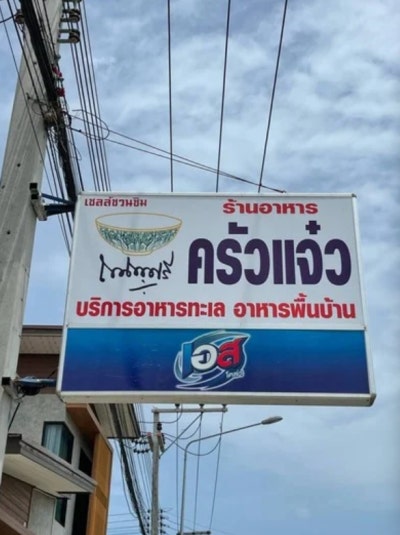 เชลล์ชวนชิม
ร้านอาหาร
ครัวแจ๋ว
บริการอาหารทะเล อาหารพื้นบ้าน
เอส